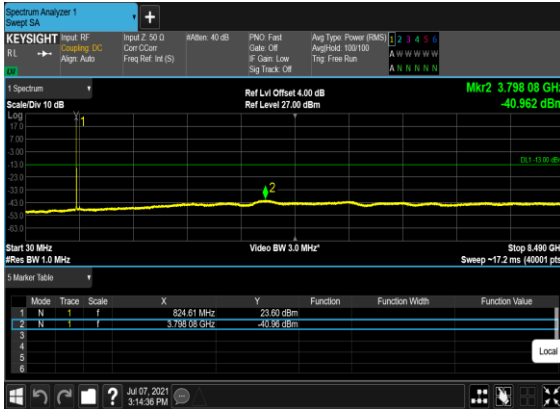 Spectrum Analyzer 1
Swept SA
+
KEYSIGHT Input: RF Input Z: 50 Ω #Atten: 40 dB PNO: Fast Avg Type: Power (RMS) 1 2 3 4 5 6
RL Coupling: DC Corr CCorr Gate: Off Avg|Hold: 100/100 A W W W W W
Align: Auto Freq Ref: Int (S) IF Gain: Low Trig: Free Run
Sig Track: Off A N N N N N
1 Spectrum Ref Lvl Offset 4.00 dB Mkr2 3.798 08 GHz
Scale/Div 10 dB Ref Level 27.00 dBm -40.962 dBm
Log
17.0
7.00
-3.00
-13.0
-23.0
-33.0
-43.0
-53.0
-63.0
1
DL1 -13.00 dBm
2
Start 30 MHz Video BW 3.0 MHz* Stop 8.490 GHz
#Res BW 1.0 MHz Sweep ~17.2 ms (40001 pts)
5 Marker Table
Mode Trace Scale X Y Function Function Width Function Value
1 N 1 f 824.61 MHz 23.60 dBm
2 N 1 f 3.798 08 GHz -40.96 dBm
3
4
5
6
Local
? Jul 07, 2021
3:14:36 PM